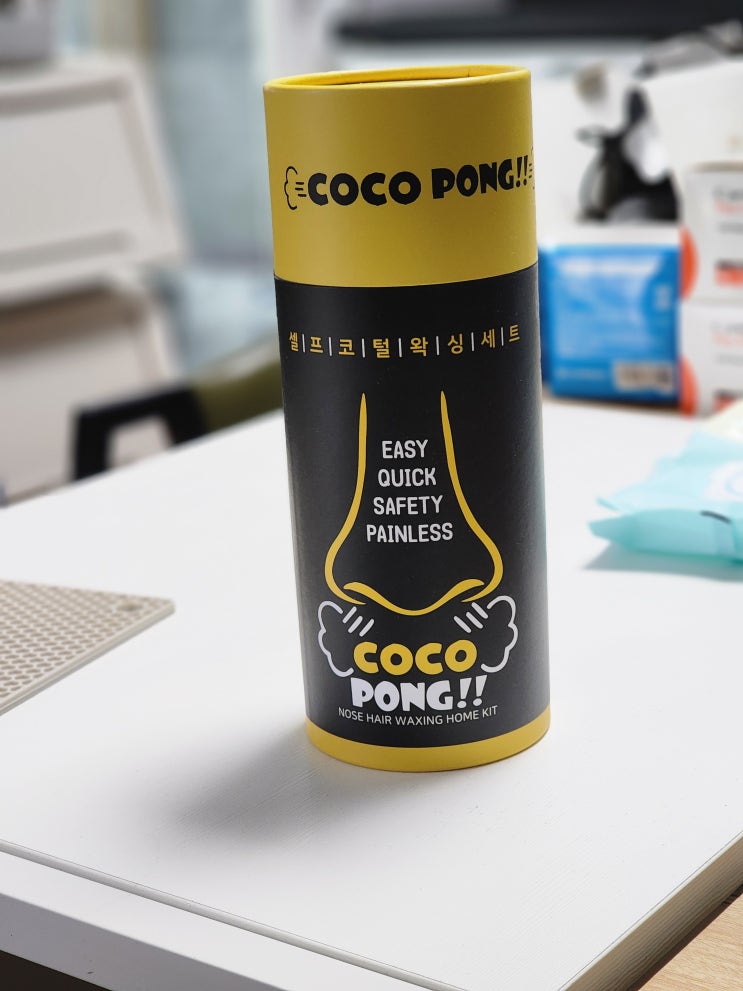 COCO PONG!!
셀|프|코|털|왁|싱|세|트
EASY
QUICK
SAFETY
PAINLESS
COCO
PONG!!
NOSE HAIR WAXING HOME KIT